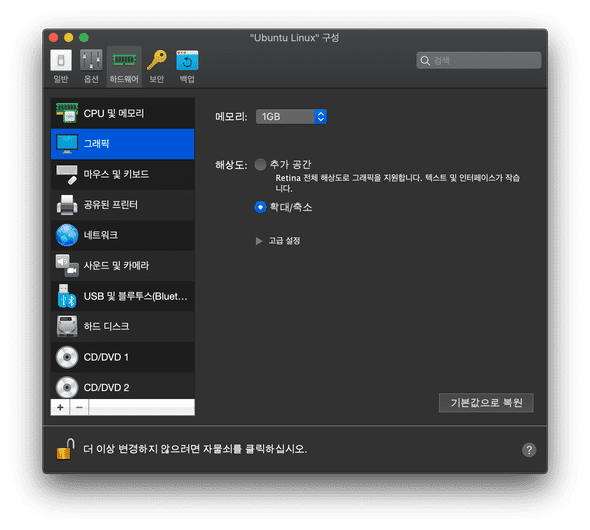 "Ubuntu Linux" 구성
일반
옵션
하드웨어
보안
백업
검색
CPU 및 메모리
그래픽
마우스 및 키보드
공유된 프린터
네트워크
사운드 및 카메라
USB 및 블루투스(Bluet...
하드 디스크
CD/DVD 1
CD/DVD 2
+ −
메모리: 1GB
해상도: 추가 공간
Retina 전체 해상도로 그래픽을 지원합니다. 텍스트 및 인터페이스가 작습
니다.
확대/축소
고급 설정
기본값으로 복원
더 이상 변경하지 않으려면 자물쇠를 클릭하십시오.
?